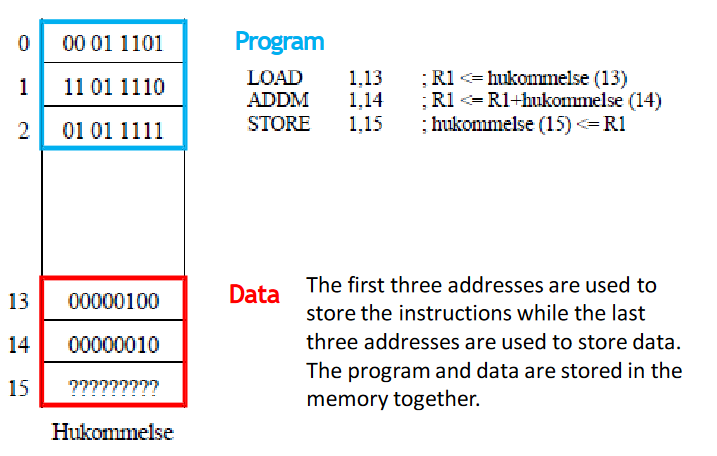 Program
0 00 01 1101
1 11 01 1110
2 01 01 1111
LOAD 1,13 ; R1 <= hukommelse (13)
ADDM 1,14 ; R1 <= R1+hukommelse (14)
STORE 1,15 ; hukommelse (15) <= R1
Data
13 00000100
14 00000010
15 ?????????
Hukommelse
The first three addresses are used to
store the instructions while the last
three addresses are used to store data.
The program and data are stored in the
memory together.